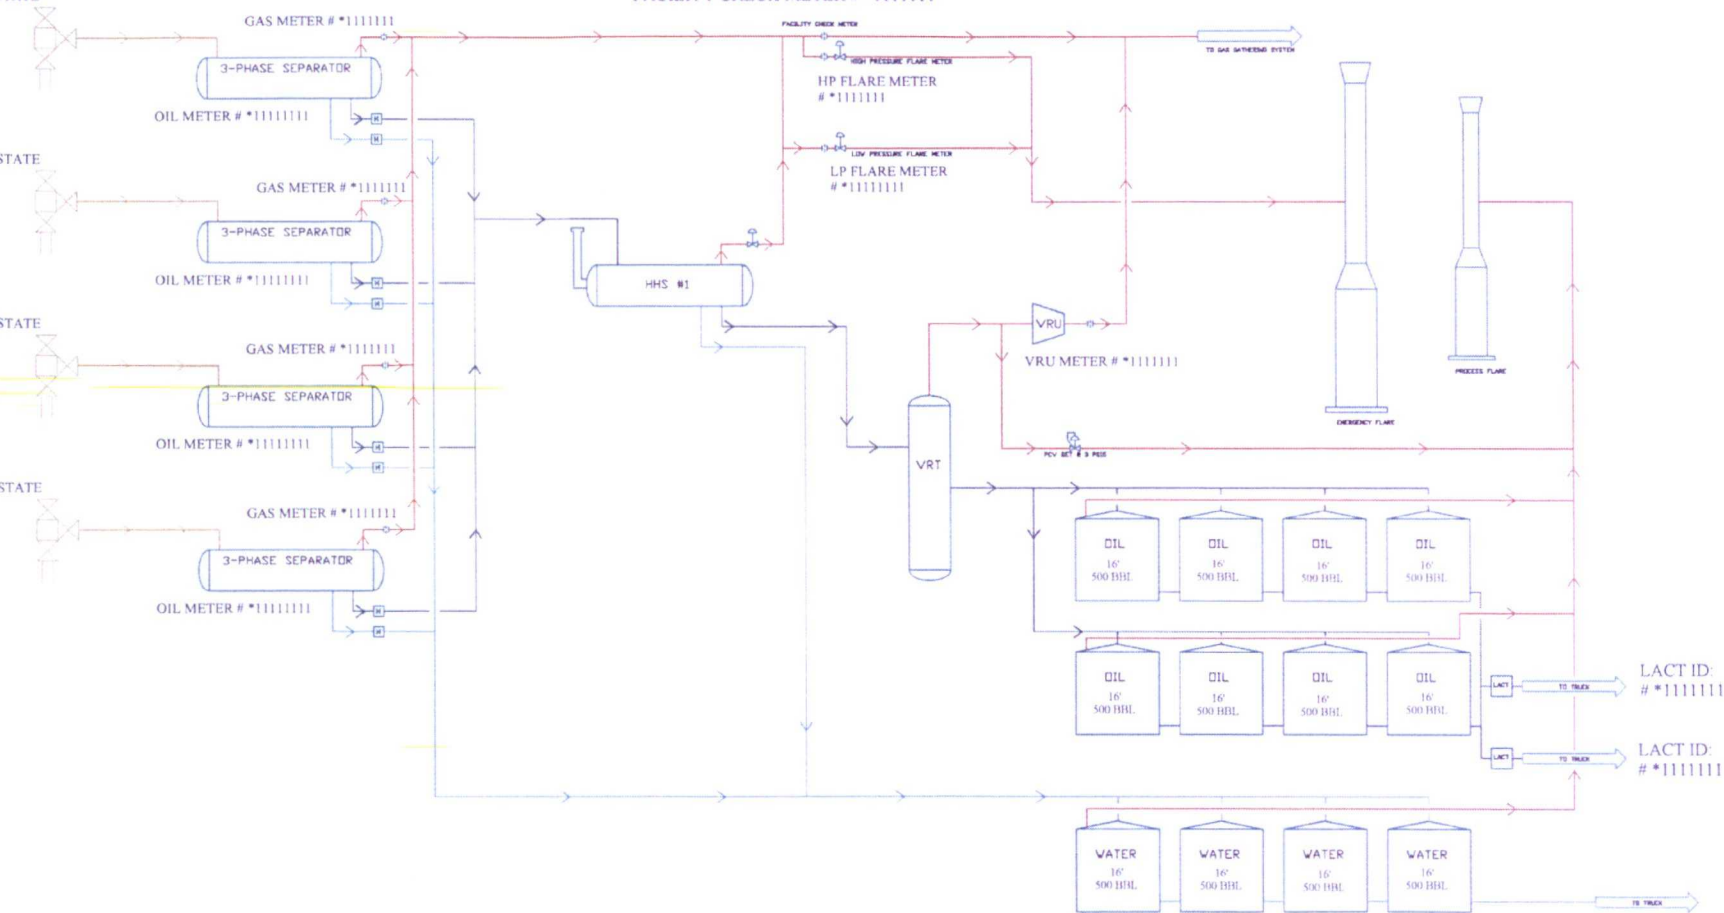 GAS METER # *1111111
FACILITY CHECK METER
TO GAS GATHERING SYSTEM
3-PHASE SEPARATOR
HIGH PRESSURE FLARE METER
HP FLARE METER
# *1111111
OIL METER # *11111111
STATE
LOW PRESSURE FLARE METER
LP FLARE METER
# *11111111
GAS METER # *1111111
3-PHASE SEPARATOR
OIL METER # *11111111
HHS #1
STATE
VRU
GAS METER # *1111111
VRU METER # *1111111
PROCESS FLARE
3-PHASE SEPARATOR
EMERGENCY FLARE
OIL METER # *11111111
PCV SET @ 3 PSIG
VRT
STATE
GAS METER # *1111111
3-PHASE SEPARATOR
OIL METER # *11111111
OIL
16'
500 BBL
OIL
16'
500 BBL
OIL
16'
500 BBL
OIL
16'
500 BBL
OIL
16'
500 BBL
OIL
16'
500 BBL
OIL
16'
500 BBL
OIL
16'
500 BBL
LACT
TO TRUCK
LACT ID:
# *1111111
LACT
TO TRUCK
LACT ID:
# *1111111
WATER
16'
500 BBL
WATER
16'
500 BBL
WATER
16'
500 BBL
WATER
16'
500 BBL
TO TRUCK